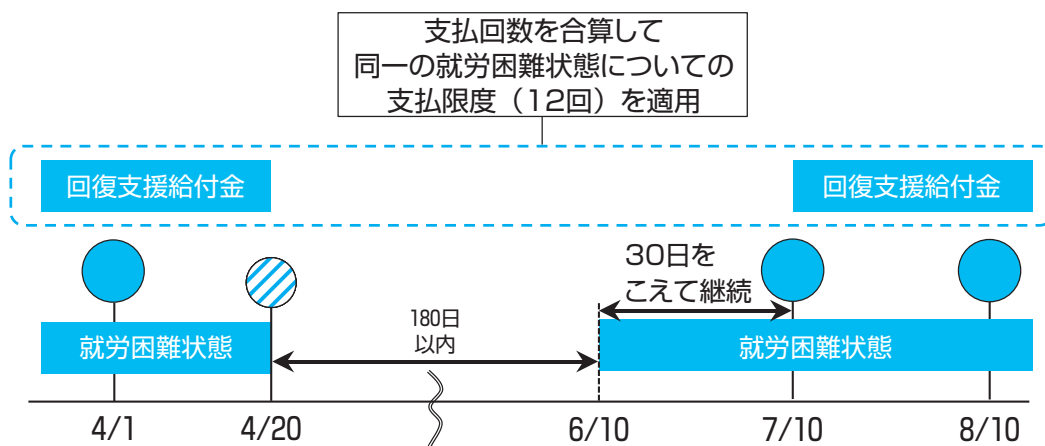 支払回数を合算して
同一の就労困難状態についての
支払限度（12回）を適用
回復支援給付金
回復支援給付金
30日を
こえて継続
180日
以内
就労困難状態
就労困難状態
4/1
4/20
6/10
7/10
8/10